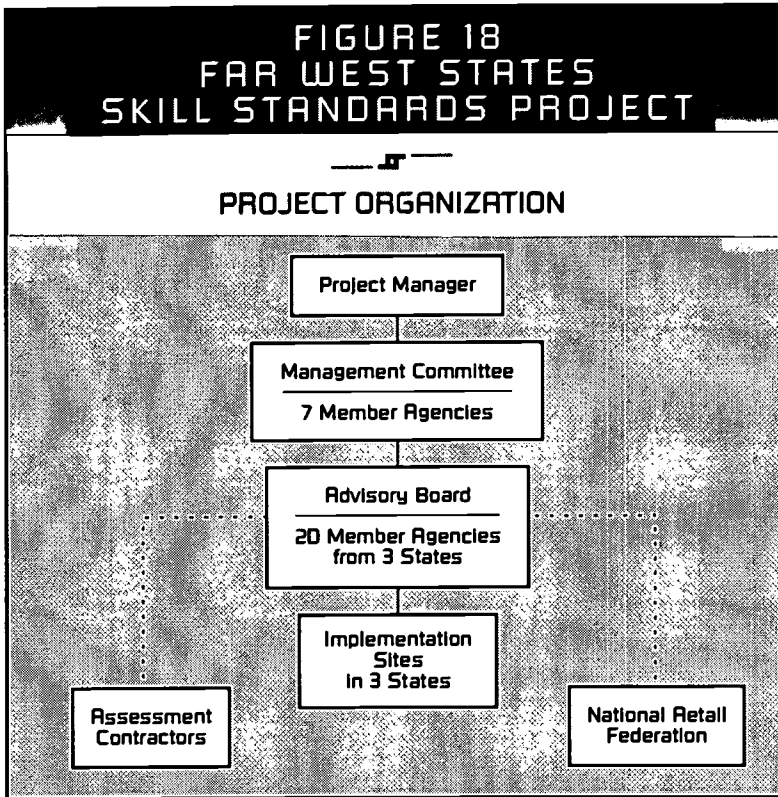 FIGURE 18
FAR WEST STATES
SKILL STANDARDS PROJECT
PROJECT ORGANIZATION
Project Manager
Management Committee
7 Member Agencies
Advisory Board
20 Member Agencies
from 3 States
Implementation
Sites
in 3 States
Assessment
Contractors
National Retail
Federation